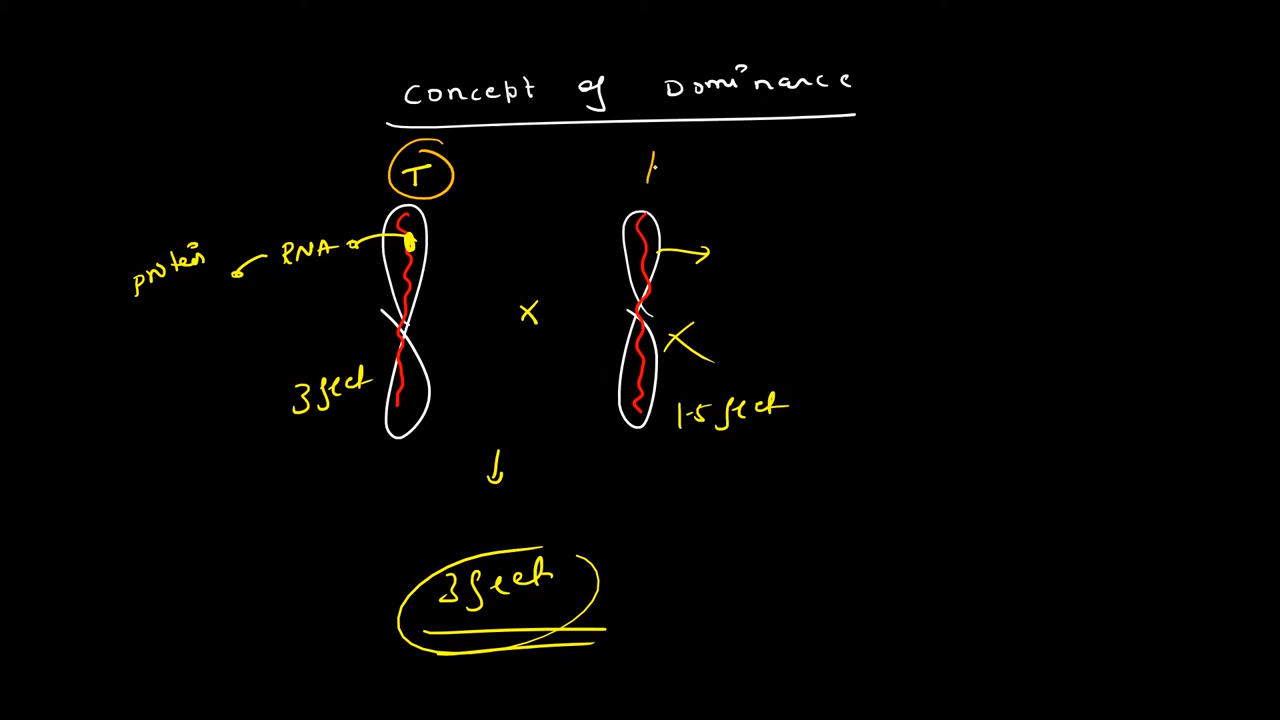 Concept of Dominance
T
protein RNA
x
3 feet
1.5 feet
3 feet